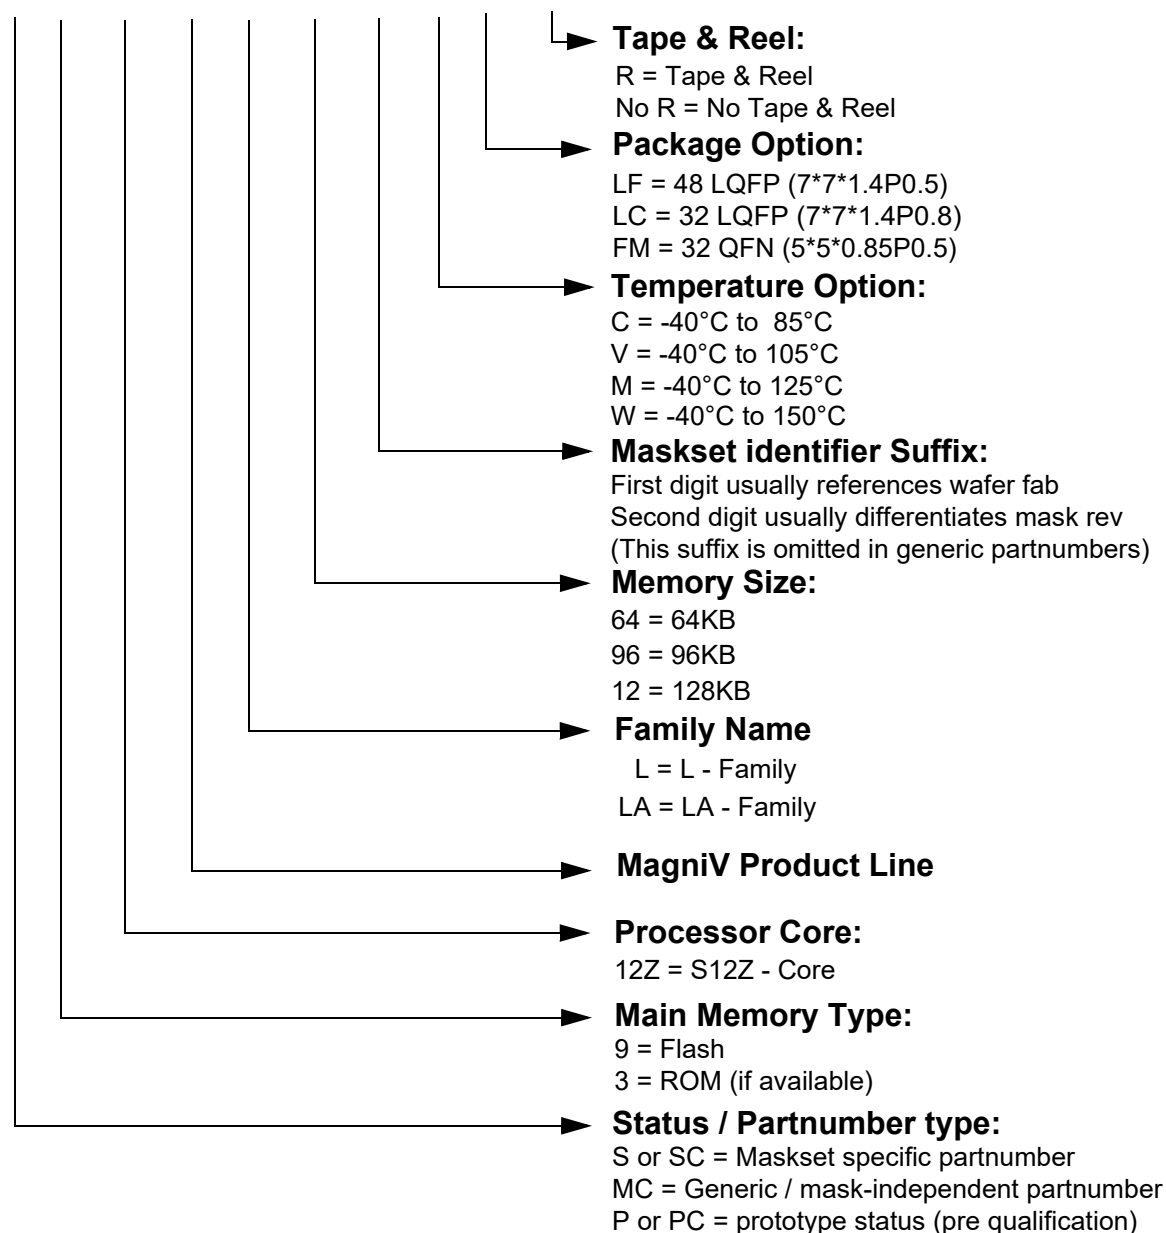 Tape & Reel:
R = Tape & Reel
No R = No Tape & Reel
Package Option:
LF = 48 LQFP (7*7*1.4P0.5)
LC = 32 LQFP (7*7*1.4P0.8)
FM = 32 QFN (5*5*0.85P0.5)
Temperature Option:
C = -40°C to  85°C
V = -40°C to 105°C
M = -40°C to 125°C
W = -40°C to 150°C
Maskset identifier Suffix:
First digit usually references wafer fab
Second digit usually differentiates mask rev
(This suffix is omitted in generic partnumbers)
Memory Size:
64 = 64KB
96 = 96KB
12 = 128KB
Family Name
L = L - Family
LA = LA - Family
MagniV Product Line
Processor Core:
12Z = S12Z - Core
Main Memory Type:
9 = Flash
3 = ROM (if available)
Status / Partnumber type:
S or SC = Maskset specific partnumber
MC = Generic / mask-independent partnumber
P or PC = prototype status (pre qualification)